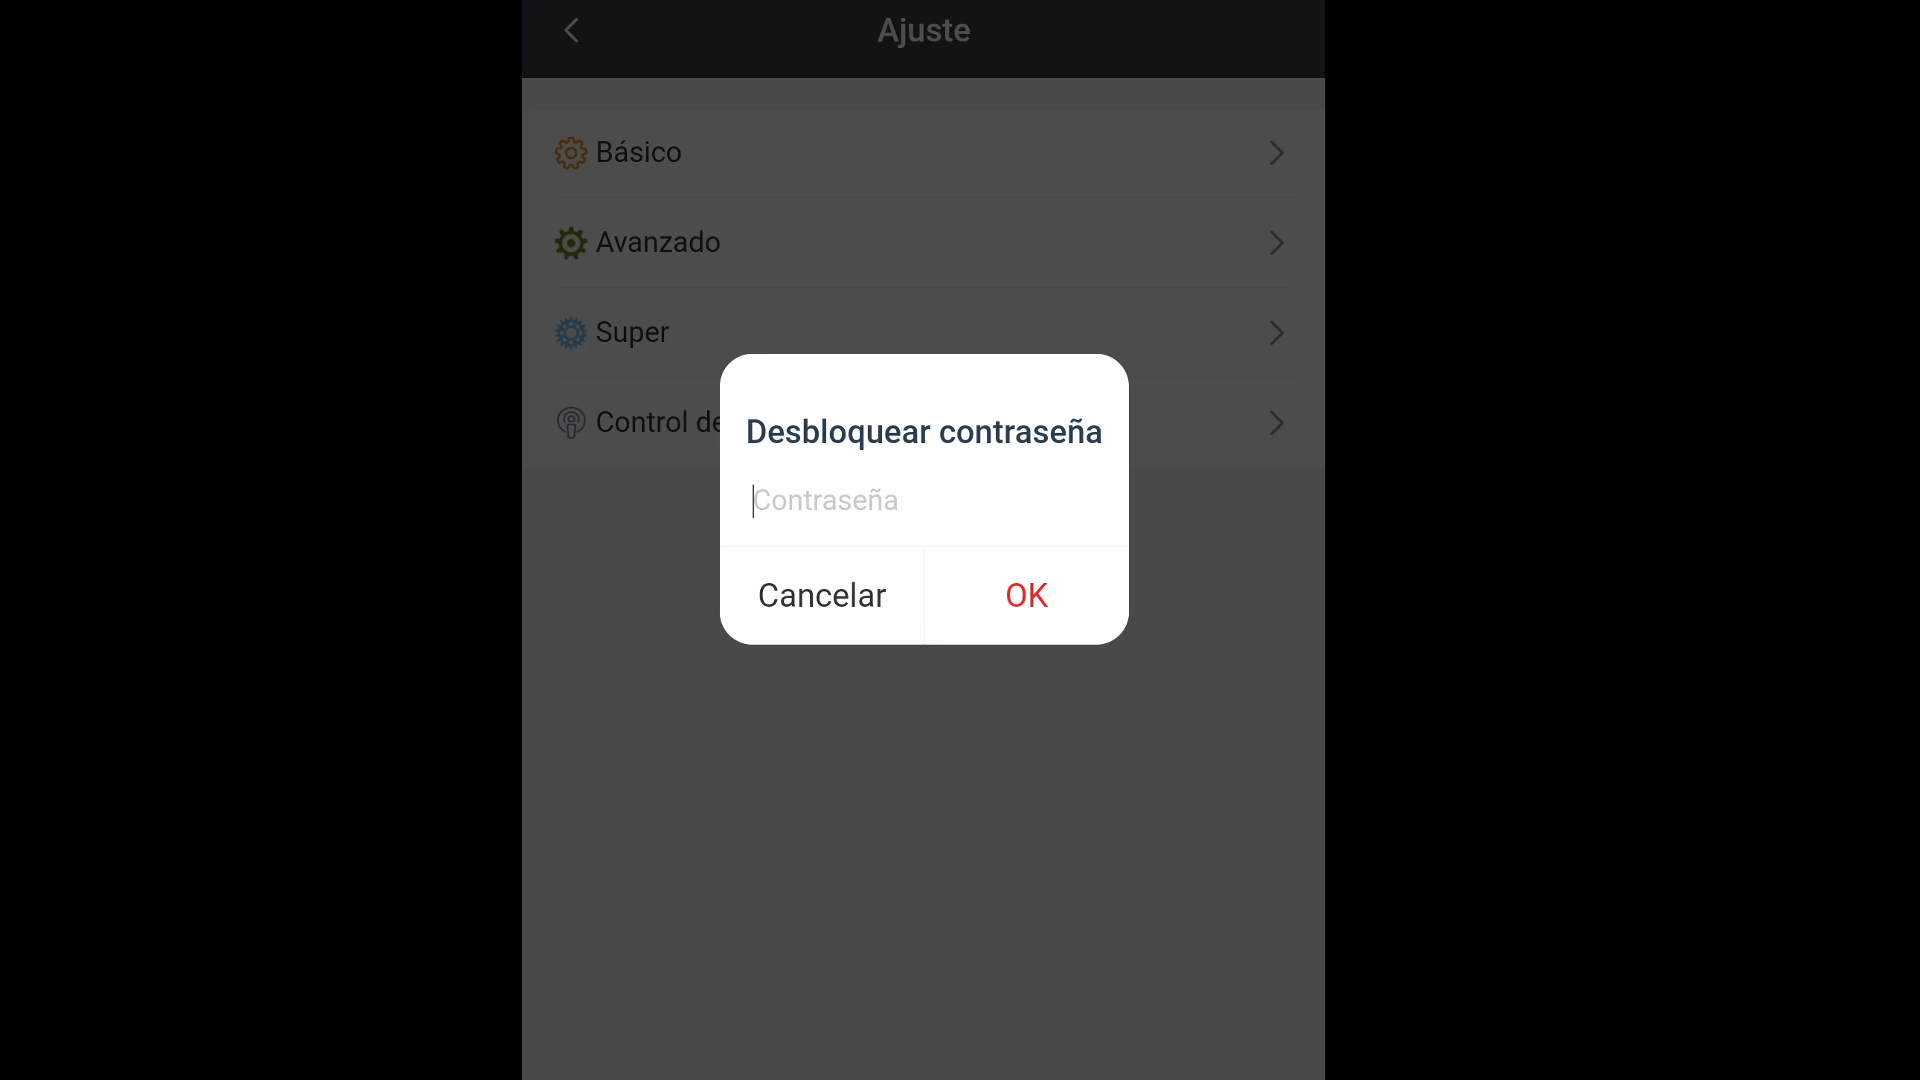 Ajuste
Básico
Avanzado
Super
Control de
Desbloquear contraseña
Contraseña
Cancelar
OK